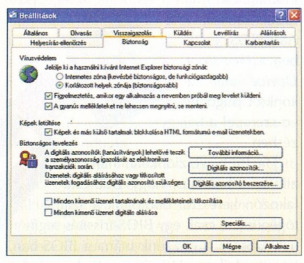 Beállítások
Általános Olvasás Visszaigazolás Küldés Levélírás Aláírások
Helyesírás-ellenőrzés Biztonság Kapcsolat Karbantartás
Vírusvédelem
Jelölje ki a használni kívánt Internet Explorer biztonsági zónát:
Internetes zóna (kevésbé biztonságos, de funkciógazdagabb)
Korlátozott helyek zónája (biztonságosabb)
Figyelmeztetés, amikor egy alkalmazás a nevemben próbál meg levelet küldeni.
A gyanús mellékleteket ne lehessen megnyitni, se menteni.
Képek letöltése
Képek és más külső tartalmak blokkolása HTML formátumú e-mail üzenetekben.
Biztonságos levelezés
A digitális azonosítók (tanúsítványok) lehetővé teszik
a személyazonosság igazolását az elektronikus
tranzakciók során.
További információ...
Digitális azonosítók...
Üzenetek digitális aláírásához vagy titkosított
üzenetek fogadásához digitális azonosító szükséges.
Digitális azonosítók beszerzése...
Minden kimenő üzenet tartalmának és mellékleteinek titkosítása
Minden kimenő üzenet digitális aláírása
Speciális...
OK Mégse Alkalmaz